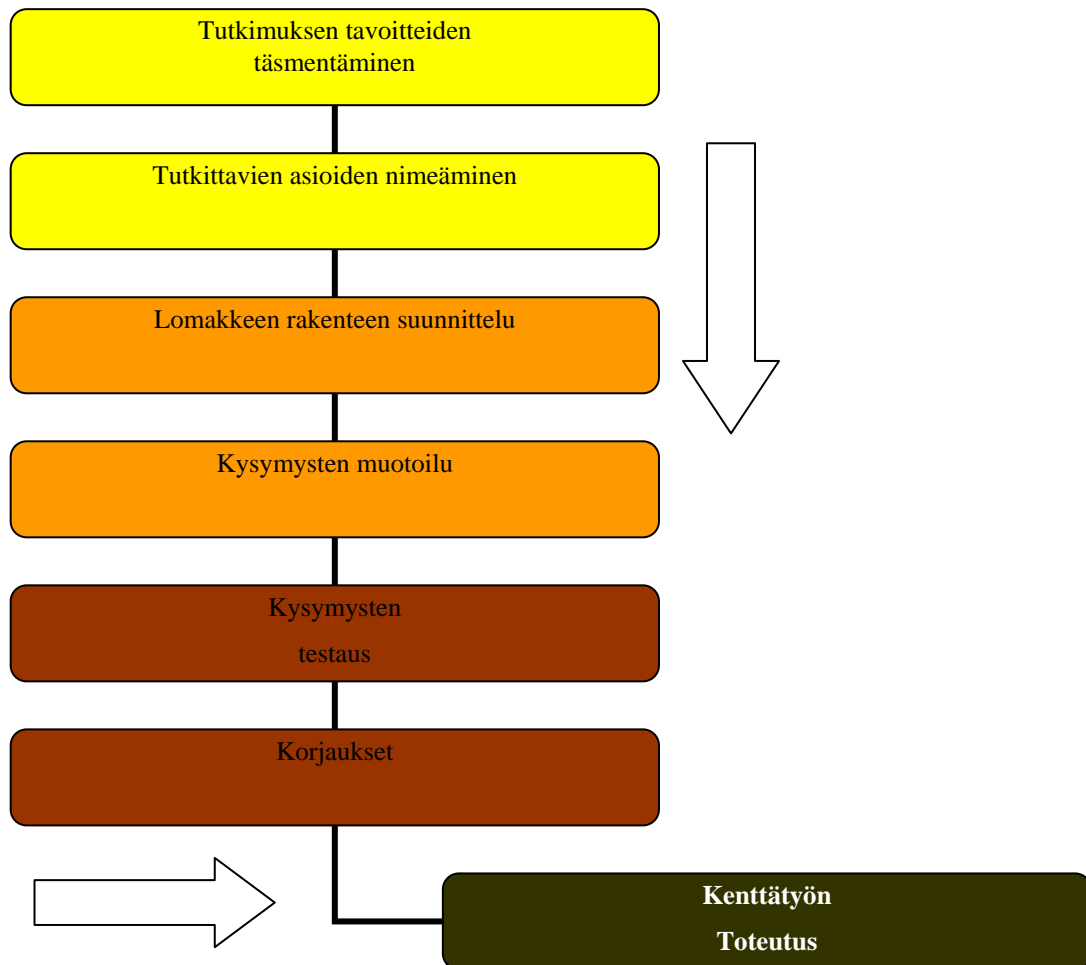 Tutkimuksen tavoitteiden
täsmentäminen
Tutkittavien asioiden nimeäminen
Lomakkeen rakenteen suunnittelu
Kysymysten muotoilu
Kysymysten
testaus
Korjaukset
Kenttätyön
Toteutus